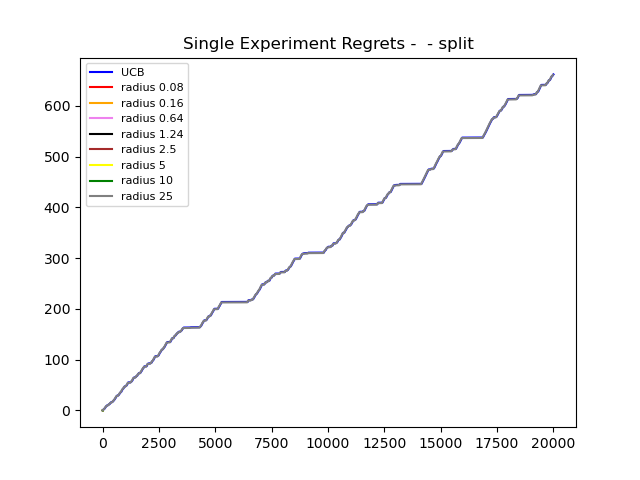 Single Experiment Regrets -  - split
UCB
radius 0.08
radius 0.16
radius 0.64
radius 1.24
radius 2.5
radius 5
radius 10
radius 25
600
500
400
300
200
100
0
0 2500 5000 7500 10000 12500 15000 17500 20000